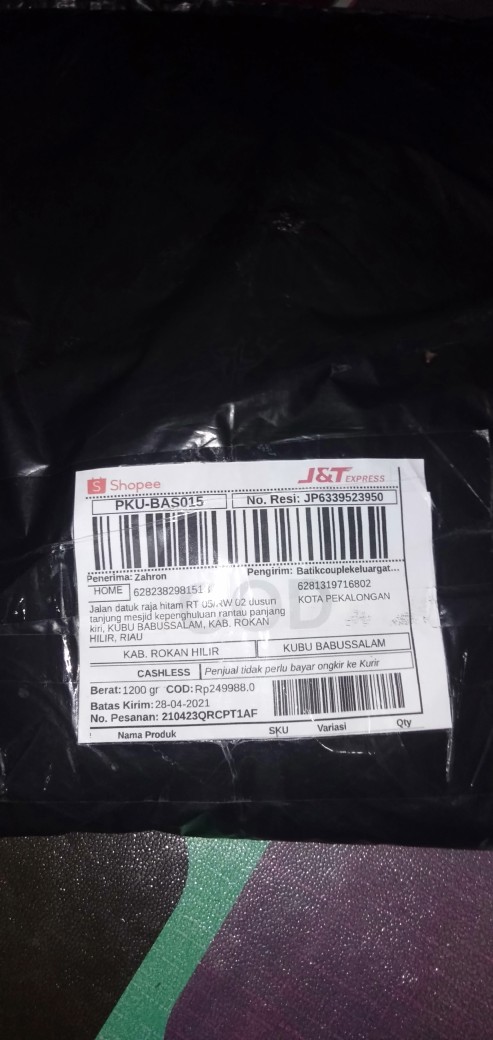 Shopee
J&T EXPRESS
PKU-BAS015
No. Resi: JP6339523950
Penerima: Zahron
Pengirim: Batikcouplekeluargat...
HOME 628238298151
6281319716802
Jalan datuk raja hitam RT 05/RW 02 dusun
KOTA PEKALONGAN
tanjung mesjid kepenghuluan rantau panjang
kiri, KUBU BABUSSALAM, KAB. ROKAN
HILIR, RIAU
COD
KAB. ROKAN HILIR
KUBU BABUSSALAM
CASHLESS Penjual tidak perlu bayar ongkir ke Kurir
Berat: 1200 gr COD: Rp249988.0
Batas Kirim: 28-04-2021
No. Pesanan: 210423QRCPT1AF
Nama Produk SKU Variasi Qty